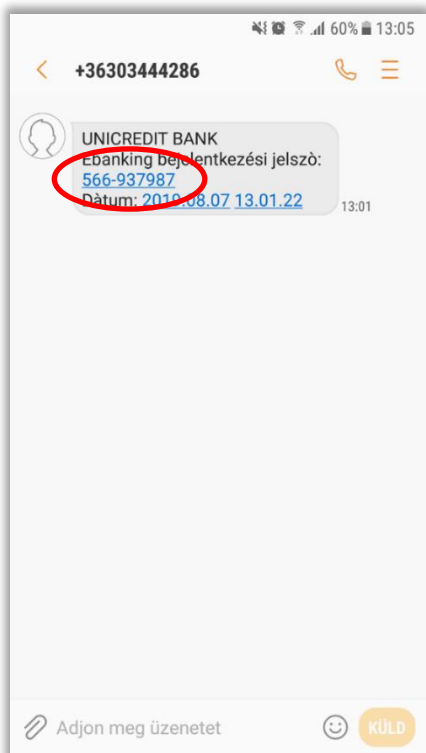 60% 13:05
+36303444286
UNICREDIT BANK
Ebanking bejelentkezési jelszò:
566-937987
Dàtum: 2019.08.07 13.01.22
13:01
Adjon meg üzenetet
KÜLD